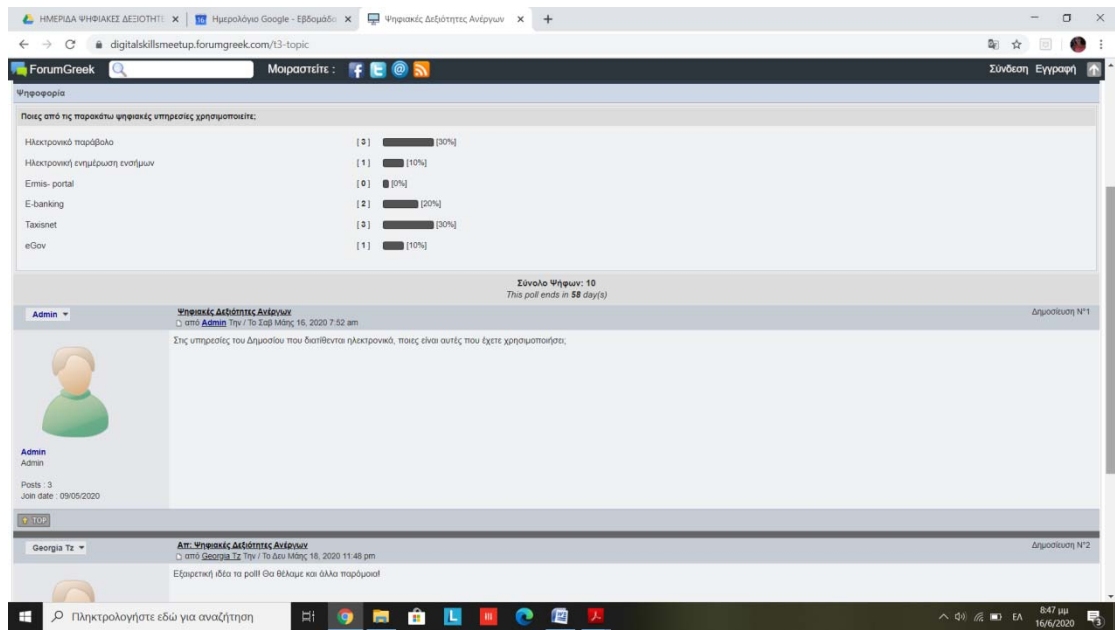 ΗΜΕΡΙΔΑ ΨΗΦΙΑΚΕΣ ΔΕΞΙΟΤΗΤΕ
Ημερολόγιο Google - Εβδομάδα
Ψηφιακές Δεξιότητες Ανέργων
digitalskillsmeetup.forumgreek.com/t3-topic
ForumGreek
Μοιραστείτε :
Σύνδεση Εγγραφή
Ψηφοφορία
Ποιες από τις παρακάτω ψηφιακές υπηρεσίες χρησιμοποιείτε;
Ηλεκτρονικό παράβολο [ 3 ] [30%]
Ηλεκτρονική ενημέρωση ενσήμων [ 1 ] [10%]
Ermis- portal [ 0 ] [0%]
E-banking [ 2 ] [20%]
Taxisnet [ 3 ] [30%]
eGov [ 1 ] [10%]
Σύνολο Ψήφων: 10
This poll ends in 58 day(s)
Admin
Ψηφιακές Δεξιότητες Ανέργων
Δημοσίευση N°1
από Admin Την / Το Σαβ Μάης 16, 2020 7:52 am
Στις υπηρεσίες του Δημοσίου που διατίθενται ηλεκτρονικά, ποιες είναι αυτές που έχετε χρησιμοποιήσει;
Admin
Admin
Posts : 3
Join date : 09/05/2020
TOP
Georgia Tz
Απ: Ψηφιακές Δεξιότητες Ανέργων
Δημοσίευση N°2
από Georgia Tz Την / Το Δευ Μάης 18, 2020 11:48 pm
Εξαιρετική ιδέα τα poll! Θα θέλαμε και άλλα παρόμοια!
Πληκτρολογήστε εδώ για αναζήτηση
ΕΛ
8:47 μμ
16/6/2020